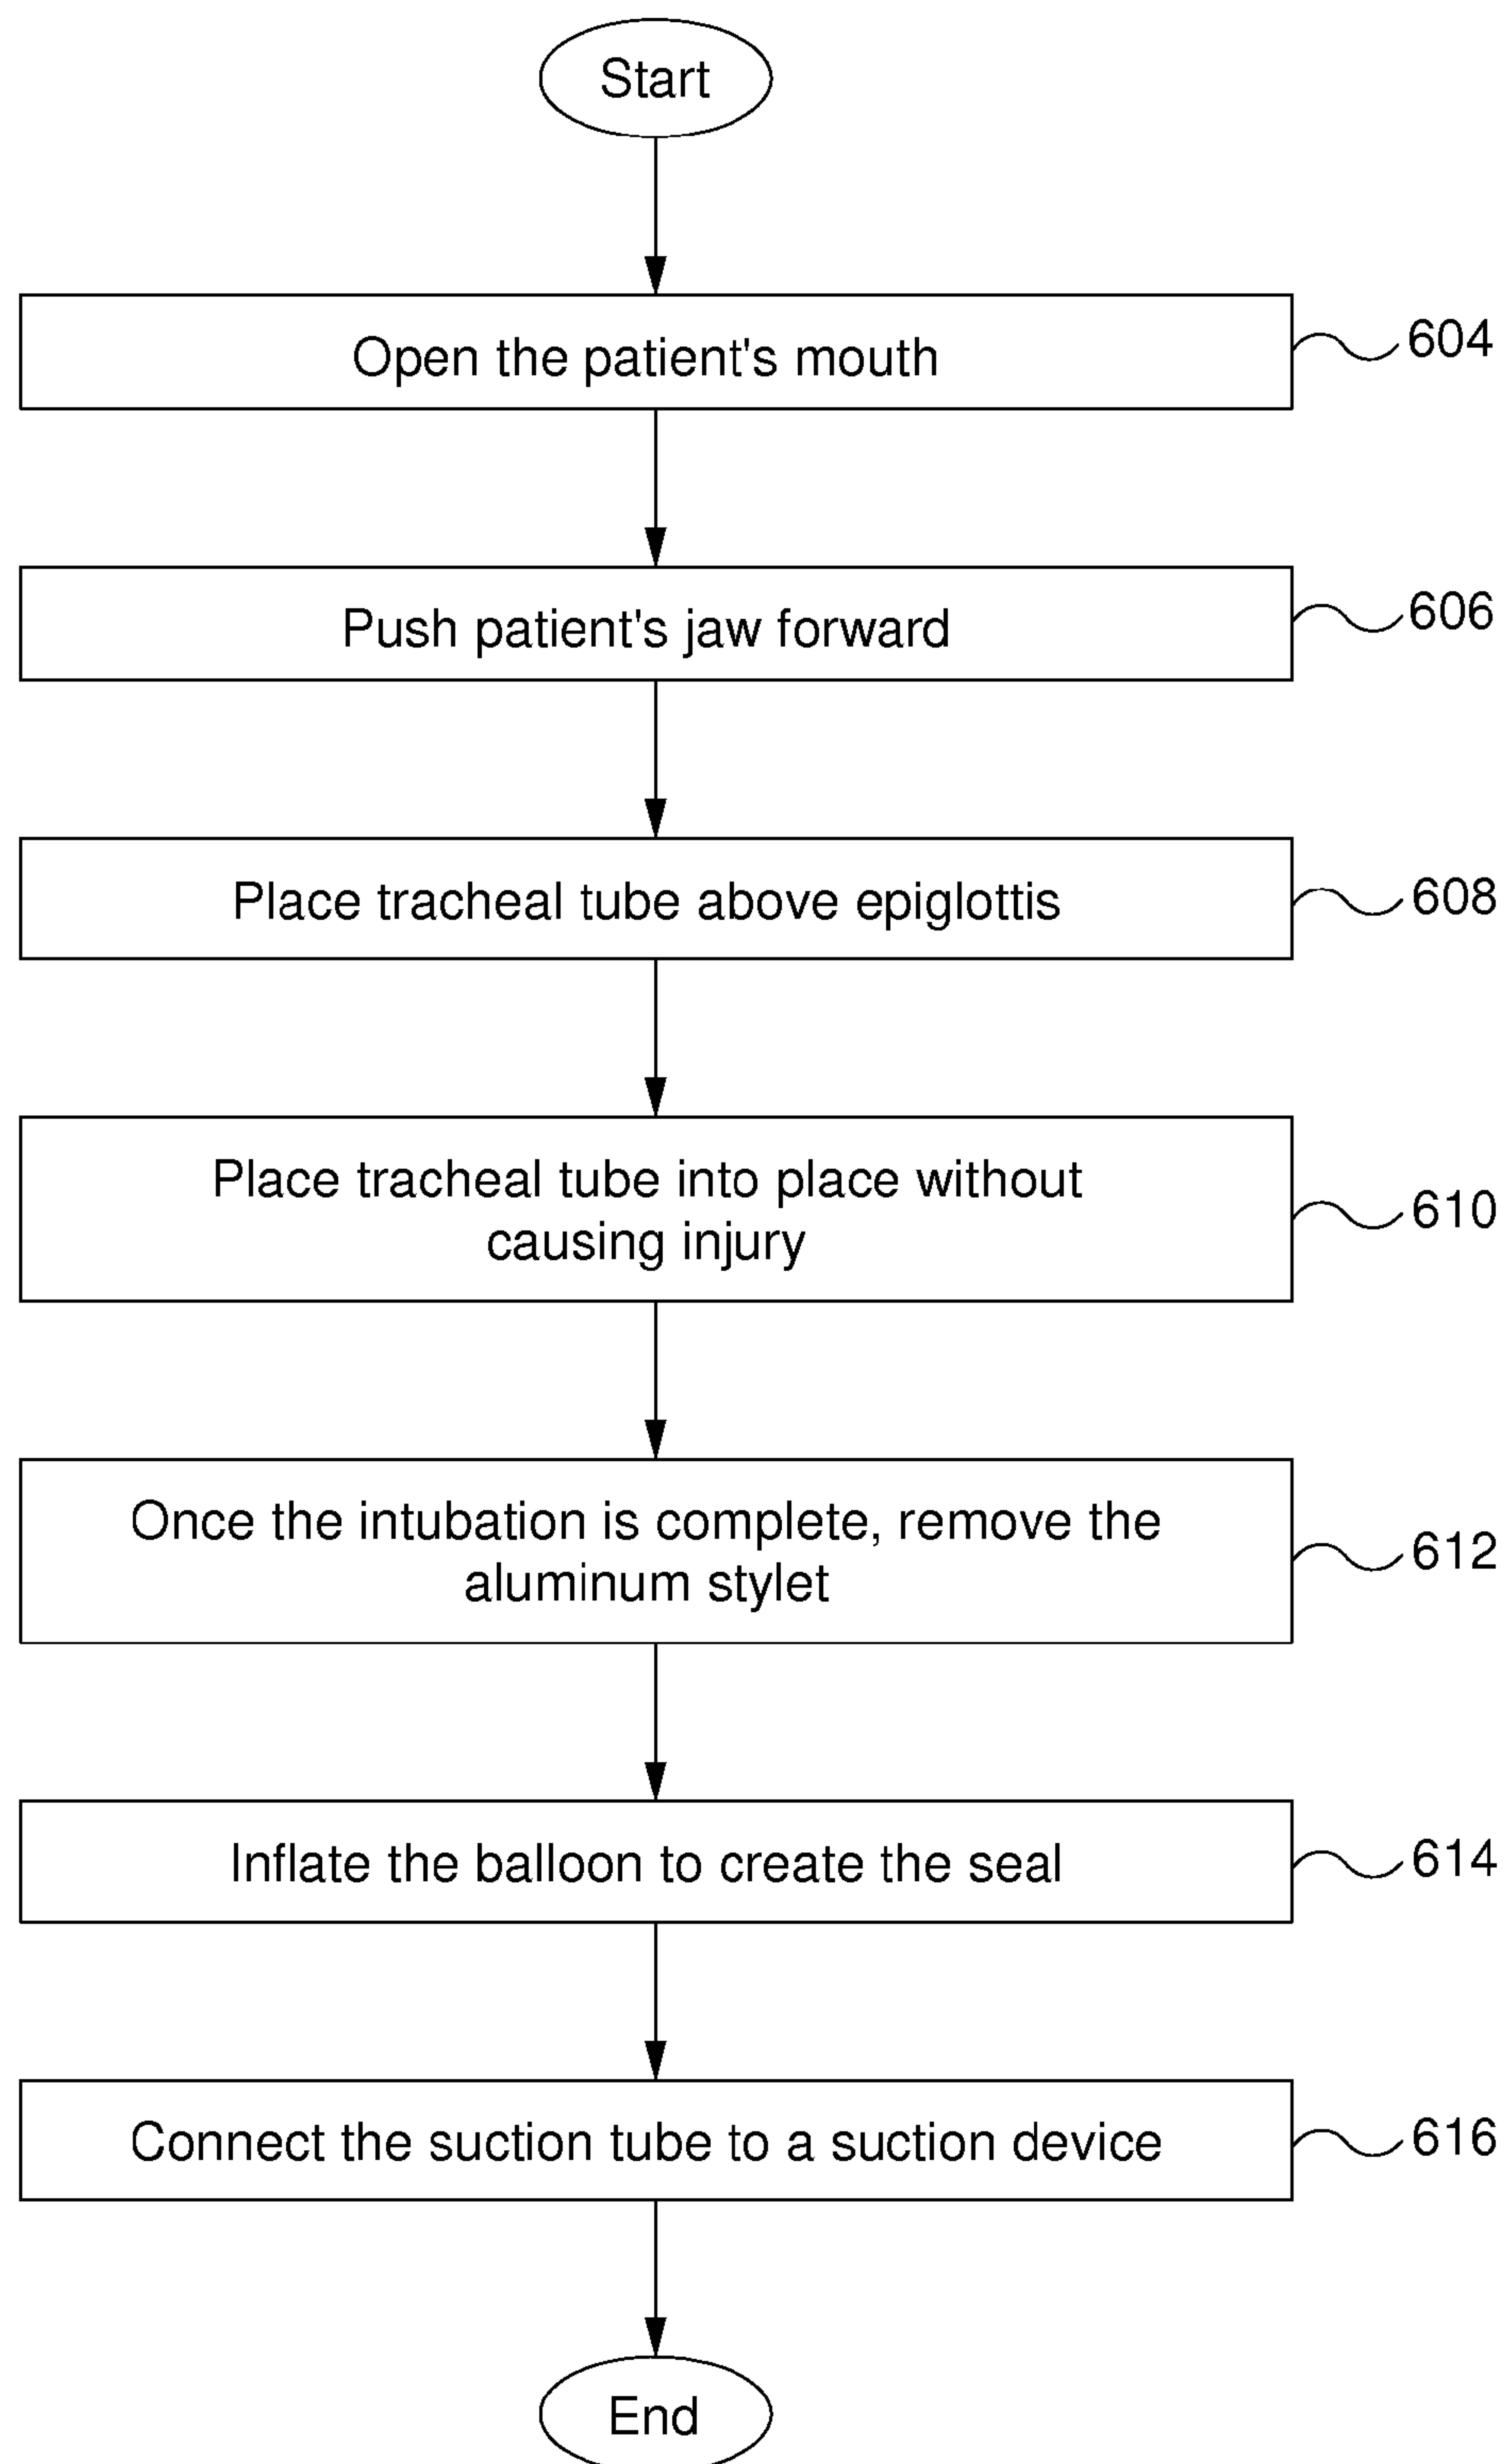 Start
Open the patient's mouth
604
Push patient's jaw forward
606
Place tracheal tube above epiglottis
608
Place tracheal tube into place without
causing injury
610
Once the intubation is complete, remove the
aluminum stylet
612
Inflate the balloon to create the seal
614
Connect the suction tube to a suction device
616
End